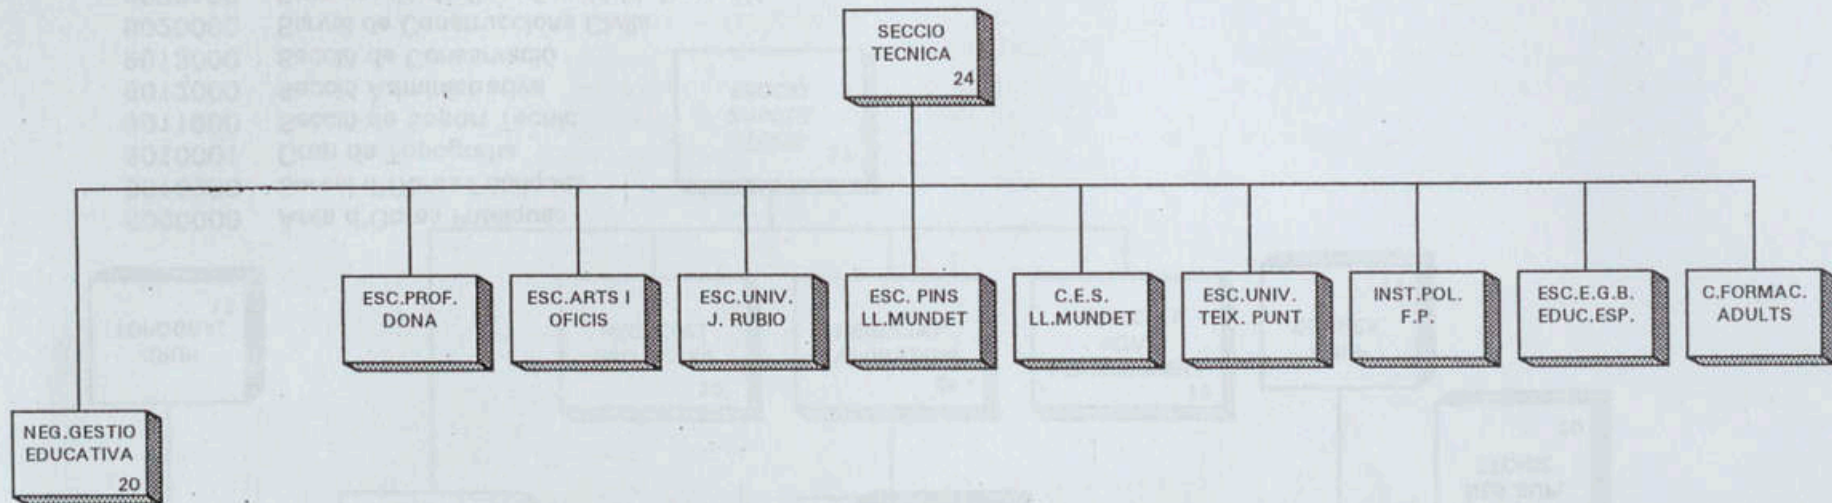 SECCIO
TECNICA
24
ESC.PROF.
DONA
ESC.ARTS I
OFICIS
ESC.UNIV.
J. RUBIO
ESC. PINS
LL.MUNDET
C.E.S.
LL.MUNDET
ESC.UNIV.
TEIX. PUNT
INST.POL.
F.P.
ESC.E.G.B.
EDUC.ESP.
C.FORMAC.
ADULTS
NEG.GESTIO
EDUCATIVA
20